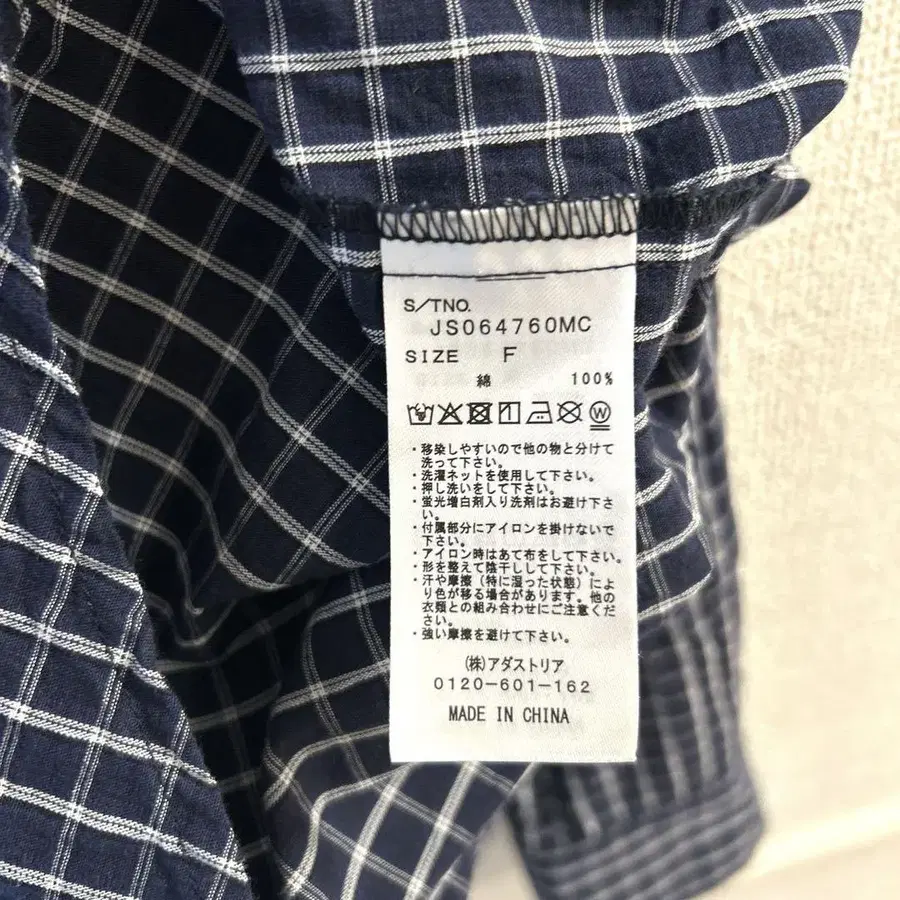 S/TNO.
JS064760MC
SIZE F
綿 100%
W
・移染しやすいので他の物と分けて
洗って下さい。
・洗濯ネットを使用して下さい。
・押し洗いをして下さい。
・蛍光増白剤入り洗剤はお避け下さ
い。
・付属部分にアイロンを掛けないで
下さい。
・アイロン時はあて布をして下さい。
・形を整えて陰干しして下さい。
・汗や摩擦（特に湿った状態）によ
り色が移る場合があります。他の
衣類との組み合わせにご注意くだ
さい。
・強い摩擦を避けて下さい。
(株)アダストリア
0120-601-162
MADE IN CHINA